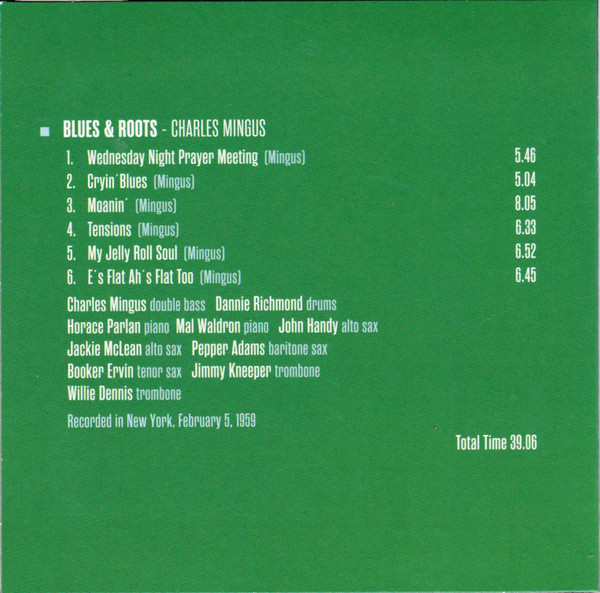 BLUES & ROOTS - CHARLES MINGUS
1. Wednesday Night Prayer Meeting (Mingus) 5.46
2. Cryin´Blues (Mingus) 5.04
3. Moanin´ (Mingus) 8.05
4. Tensions (Mingus) 6.33
5. My Jelly Roll Soul (Mingus) 6.52
6. E´s Flat Ah´s Flat Too (Mingus) 6.45
Charles Mingus double bass Dannie Richmond drums
Horace Parlan piano Mal Waldron piano John Handy alto sax
Jackie McLean alto sax Pepper Adams baritone sax
Booker Ervin tenor sax Jimmy Kneeper trombone
Willie Dennis trombone
Recorded in New York, February 5, 1959
Total Time 39.06